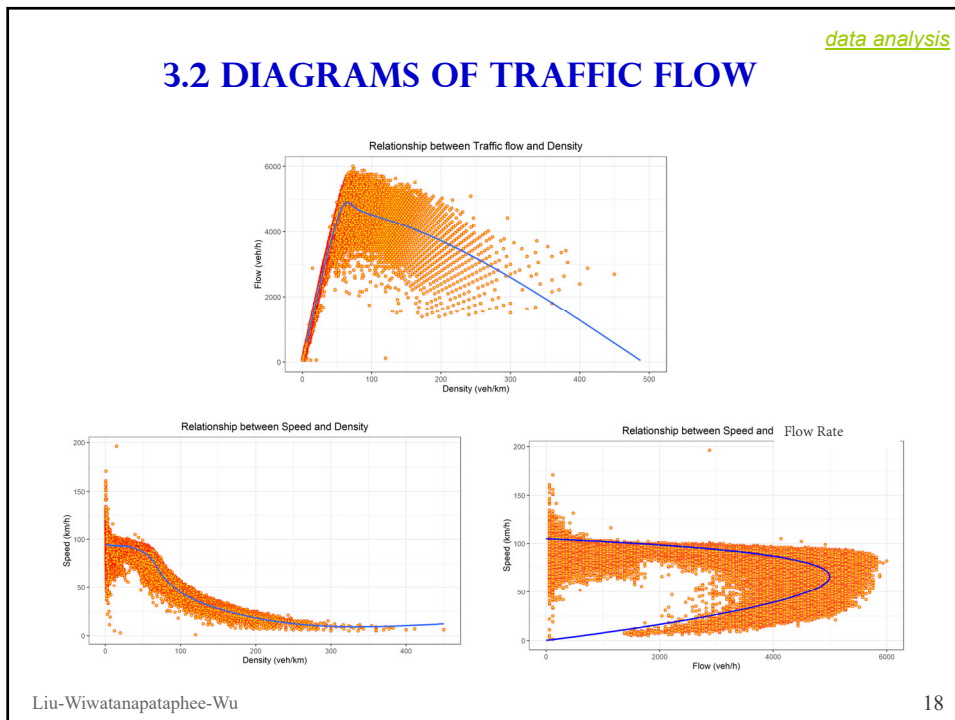 data analysis
3.2 DIAGRAMS OF TRAFFIC FLOW
Relationship between Traffic flow and Density
6000
4000
2000
0
Flow (veh/h)
0 100 200 300 400 500
Density (veh/km)
Relationship between Speed and Density
200
150
100
50
0
Speed (km/h)
0 100 200 300 400
Density (veh/km)
Relationship between Speed and Flow Rate
200
150
100
50
0
Speed (km/h)
0 2000 4000 6000
Flow (veh/h)
Liu-Wiwatanapataphee-Wu
18